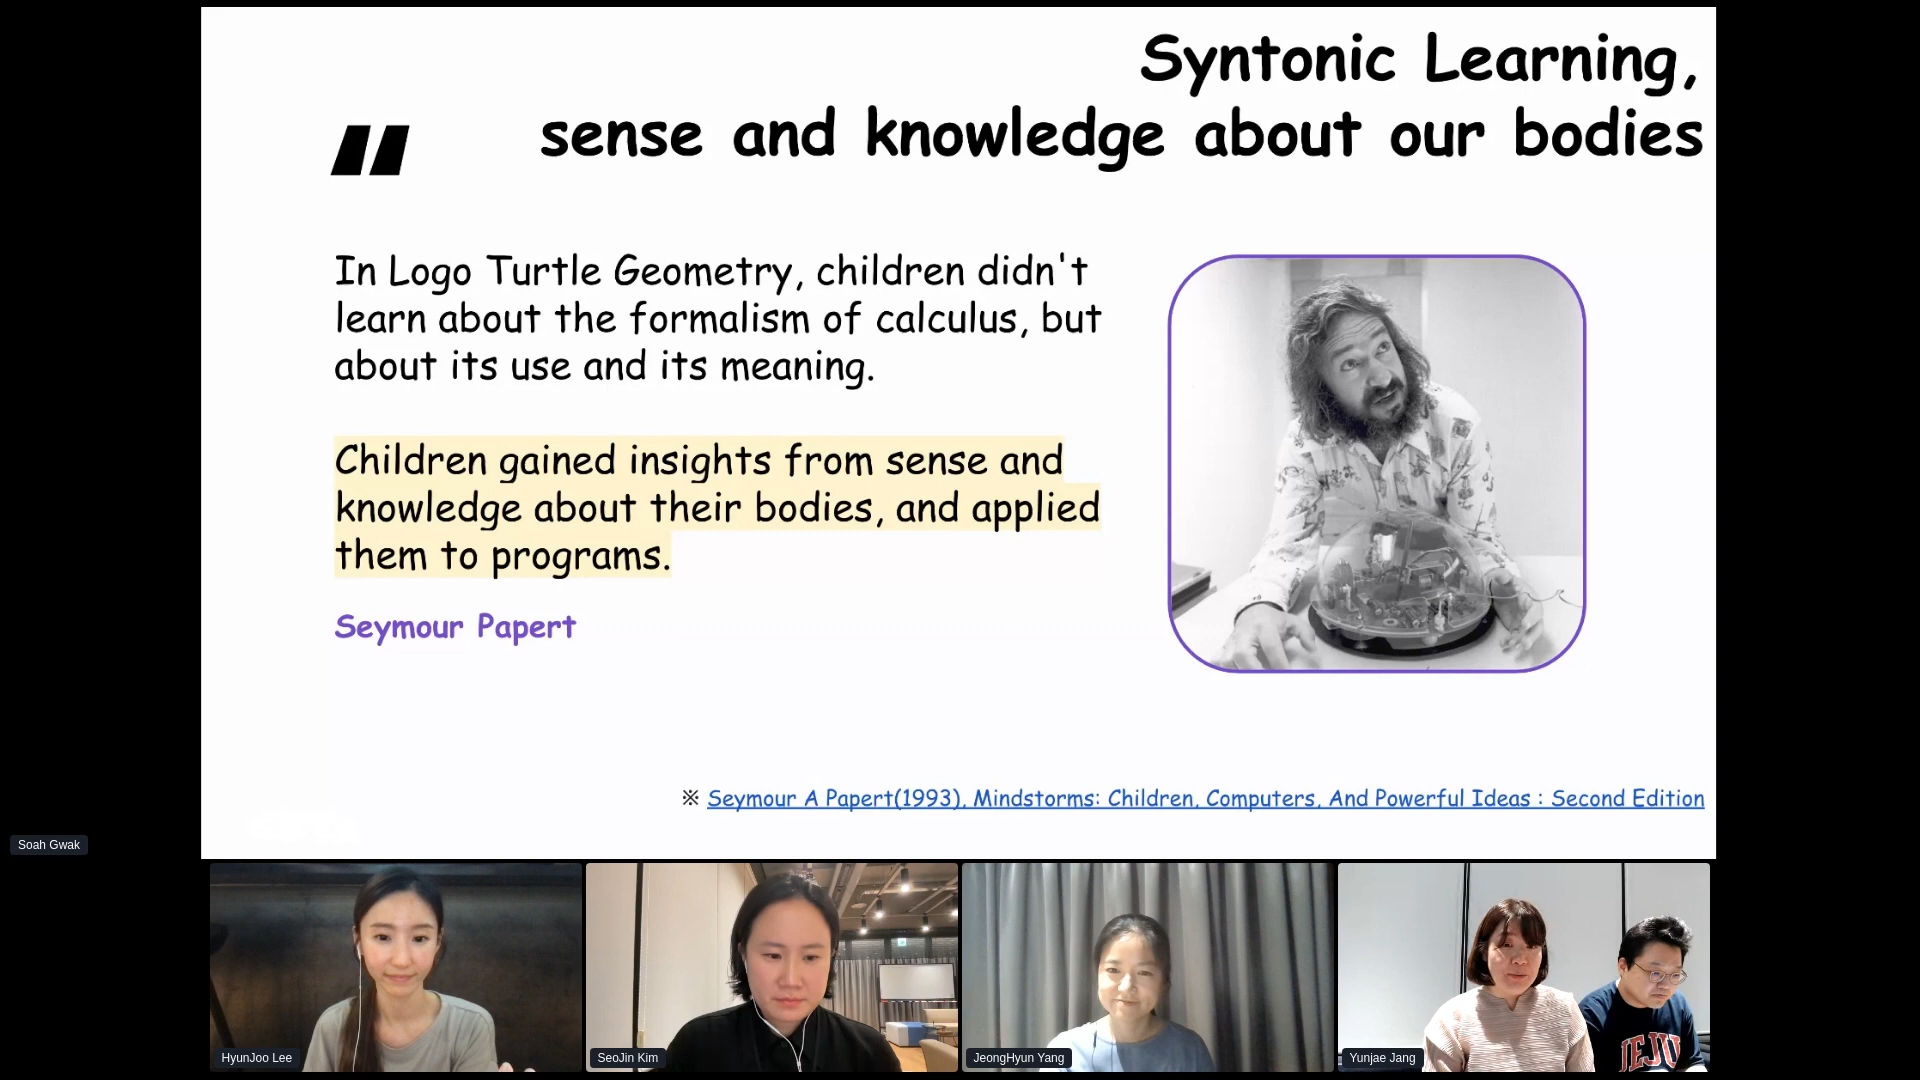 Syntonic Learning,
sense and knowledge about our bodies
"
In Logo Turtle Geometry, children didn't
learn about the formalism of calculus, but
about its use and its meaning.
Children gained insights from sense and
knowledge about their bodies, and applied
them to programs.
Seymour Papert
※ Seymour A Papert(1993), Mindstorms: Children, Computers, And Powerful Ideas : Second Edition
Soah Gwak
HyunJoo Lee
SeoJin Kim
JeongHyun Yang
Yunjae Jang
JEJU